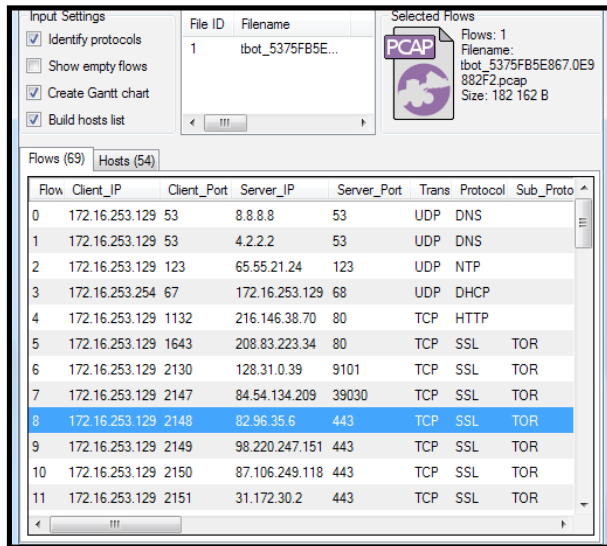 Input Settings
Identify protocols
Show empty flows
Create Gantt chart
Build hosts list
File ID Filename
1 tbot_5375FB5E...
Selected Flows
PCAP
Flows: 1
Filename:
tbot_5375FB5E867.0E9
882F2.pcap
Size: 182 162 B
Flows (69) Hosts (54)
Flow Client_IP Client_Port Server_IP Server_Port Trans Protocol Sub_Proto
0 172.16.253.129 53 8.8.8.8 53 UDP DNS
1 172.16.253.129 53 4.2.2.2 53 UDP DNS
2 172.16.253.129 123 65.55.21.24 123 UDP NTP
3 172.16.253.254 67 172.16.253.129 68 UDP DHCP
4 172.16.253.129 1132 216.146.38.70 80 TCP HTTP
5 172.16.253.129 1643 208.83.223.34 80 TCP SSL TOR
6 172.16.253.129 2130 128.31.0.39 9101 TCP SSL TOR
7 172.16.253.129 2147 84.54.134.209 39030 TCP SSL TOR
8 172.16.253.129 2148 82.96.35.6 443 TCP SSL TOR
9 172.16.253.129 2149 98.220.247.151 443 TCP SSL TOR
10 172.16.253.129 2150 87.106.249.118 443 TCP SSL TOR
11 172.16.253.129 2151 31.172.30.2 443 TCP SSL TOR